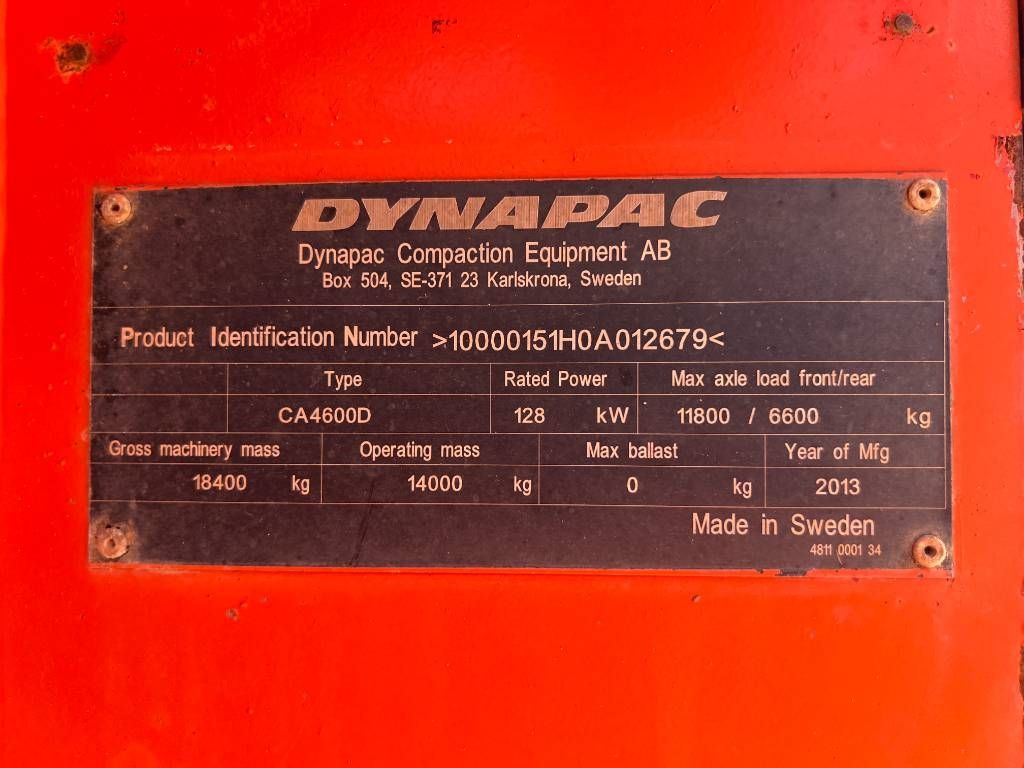 DYNAPAC
Dynapac Compaction Equipment AB
Box 504, SE-371 23 Karlskrona, Sweden
Product Identification Number >10000151H0A012679<
Type Rated Power Max axle load front/rear
CA4600D 128 kW 11800 / 6600 kg
Gross machinery mass Operating mass Max ballast Year of Mfg
18400 kg 14000 kg 0 kg 2013
Made in Sweden
4811 0001 34